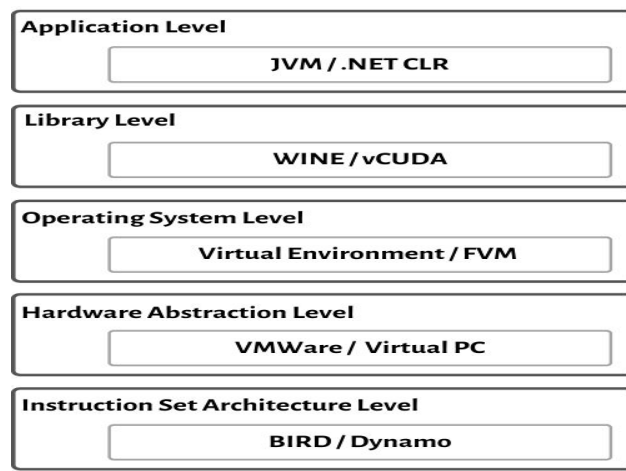 Application Level
JVM / .NET CLR
Library Level
WINE / vCUDA
Operating System Level
Virtual Environment / FVM
Hardware Abstraction Level
VMWare / Virtual PC
Instruction Set Architecture Level
BIRD / Dynamo